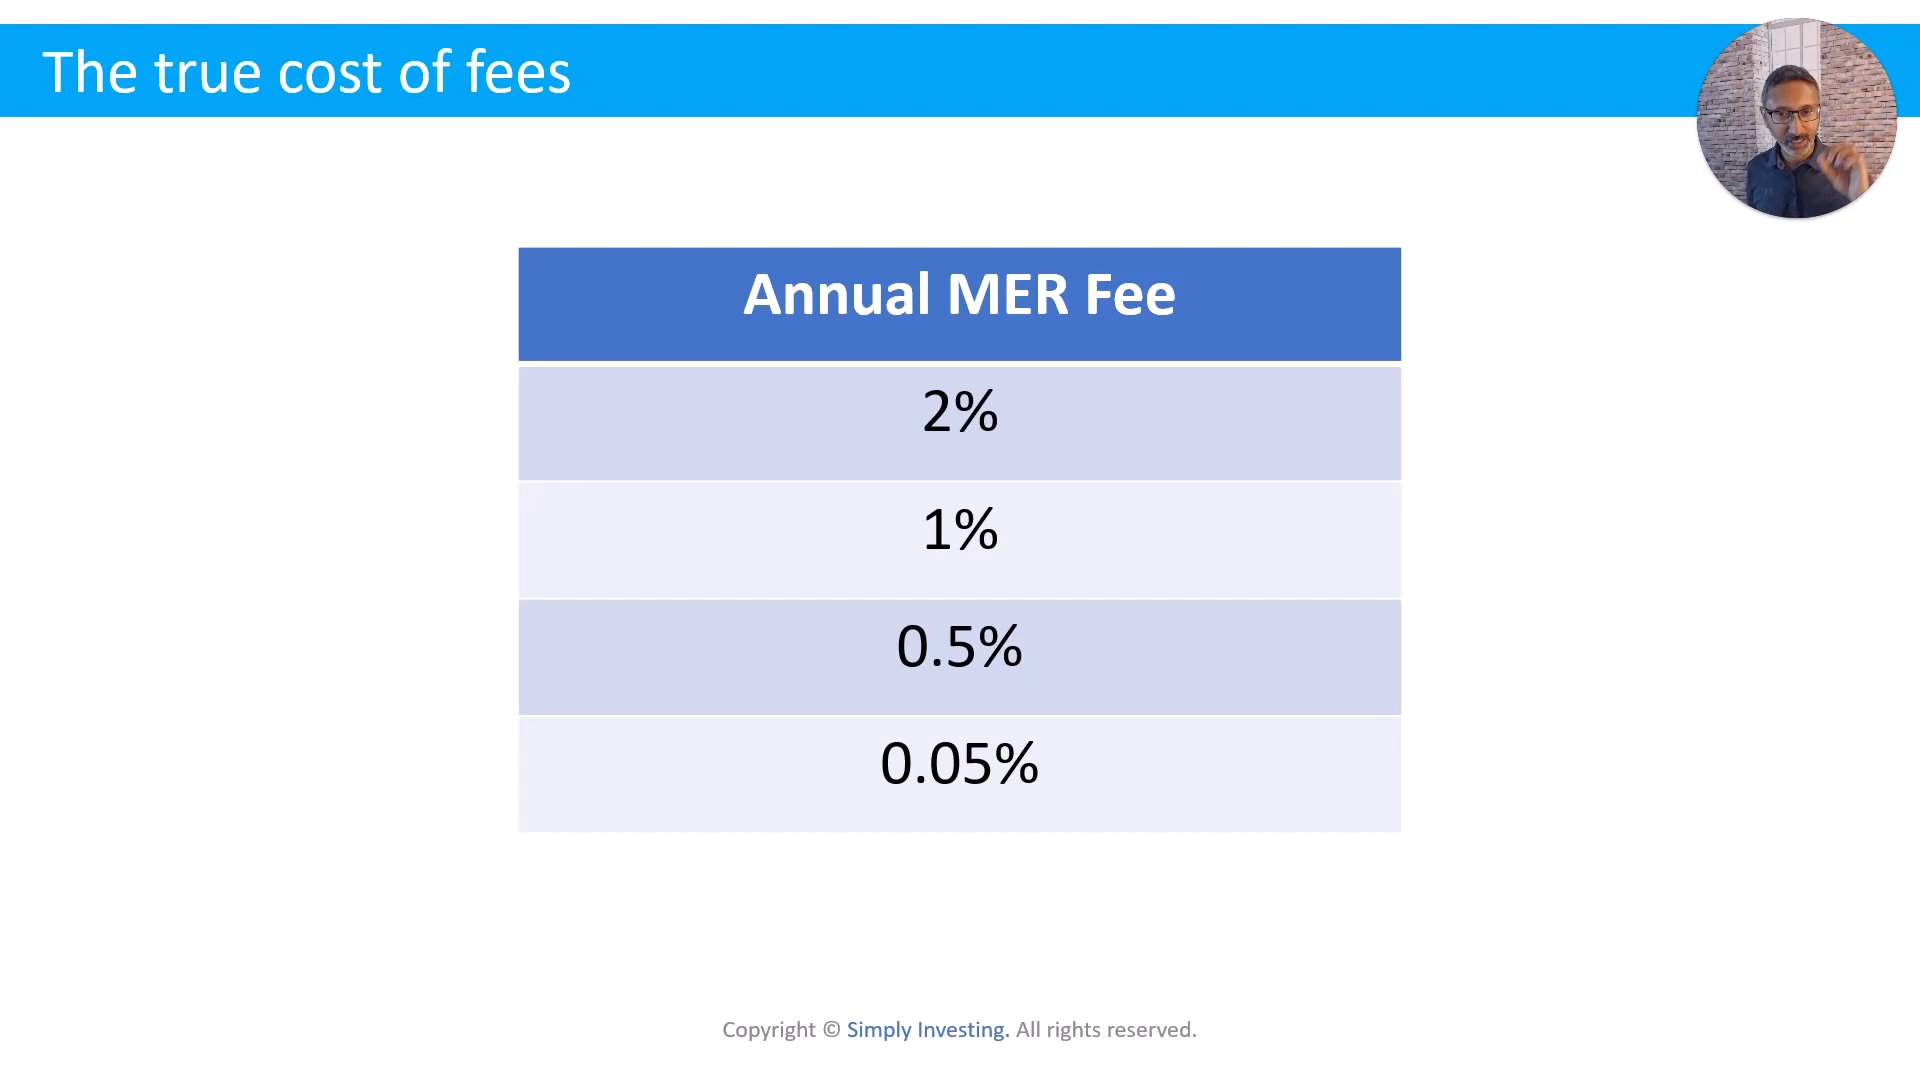 The true cost of fees
Annual MER Fee
2%
1%
0.5%
0.05%
Copyright © Simply Investing. All rights reserved.